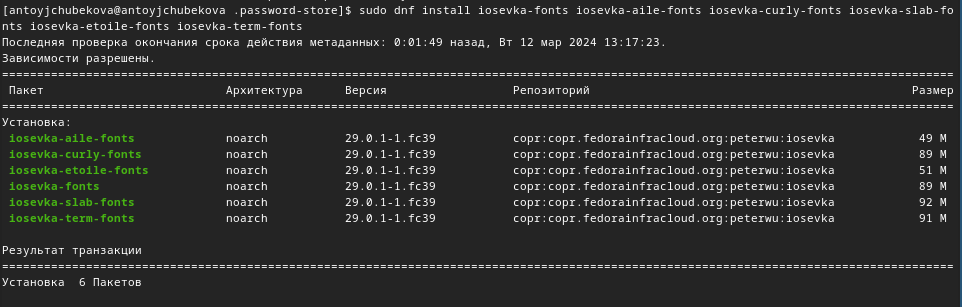 [antoyjchubekova@antoyjchubekova .password-store]$ sudo dnf install iosevka-fonts iosevka-aile-fonts iosevka-curly-fonts iosevka-slab-fo
nts iosevka-etoile-fonts iosevka-term-fonts
Последняя проверка окончания срока действия метаданных: 0:01:49 назад, Вт 12 мар 2024 13:17:23.
Зависимости разрешены.
================================================================================
Пакет Архитектура Версия Репозиторий Размер
================================================================================
Установка:
iosevka-aile-fonts noarch 29.0.1-1.fc39 copr:copr.fedorainfracloud.org:peterwu:iosevka 49 M
iosevka-curly-fonts noarch 29.0.1-1.fc39 copr:copr.fedorainfracloud.org:peterwu:iosevka 89 M
iosevka-etoile-fonts noarch 29.0.1-1.fc39 copr:copr.fedorainfracloud.org:peterwu:iosevka 51 M
iosevka-fonts noarch 29.0.1-1.fc39 copr:copr.fedorainfracloud.org:peterwu:iosevka 89 M
iosevka-slab-fonts noarch 29.0.1-1.fc39 copr:copr.fedorainfracloud.org:peterwu:iosevka 92 M
iosevka-term-fonts noarch 29.0.1-1.fc39 copr:copr.fedorainfracloud.org:peterwu:iosevka 91 M
Результат транзакции
================================================================================
Установка 6 Пакетов